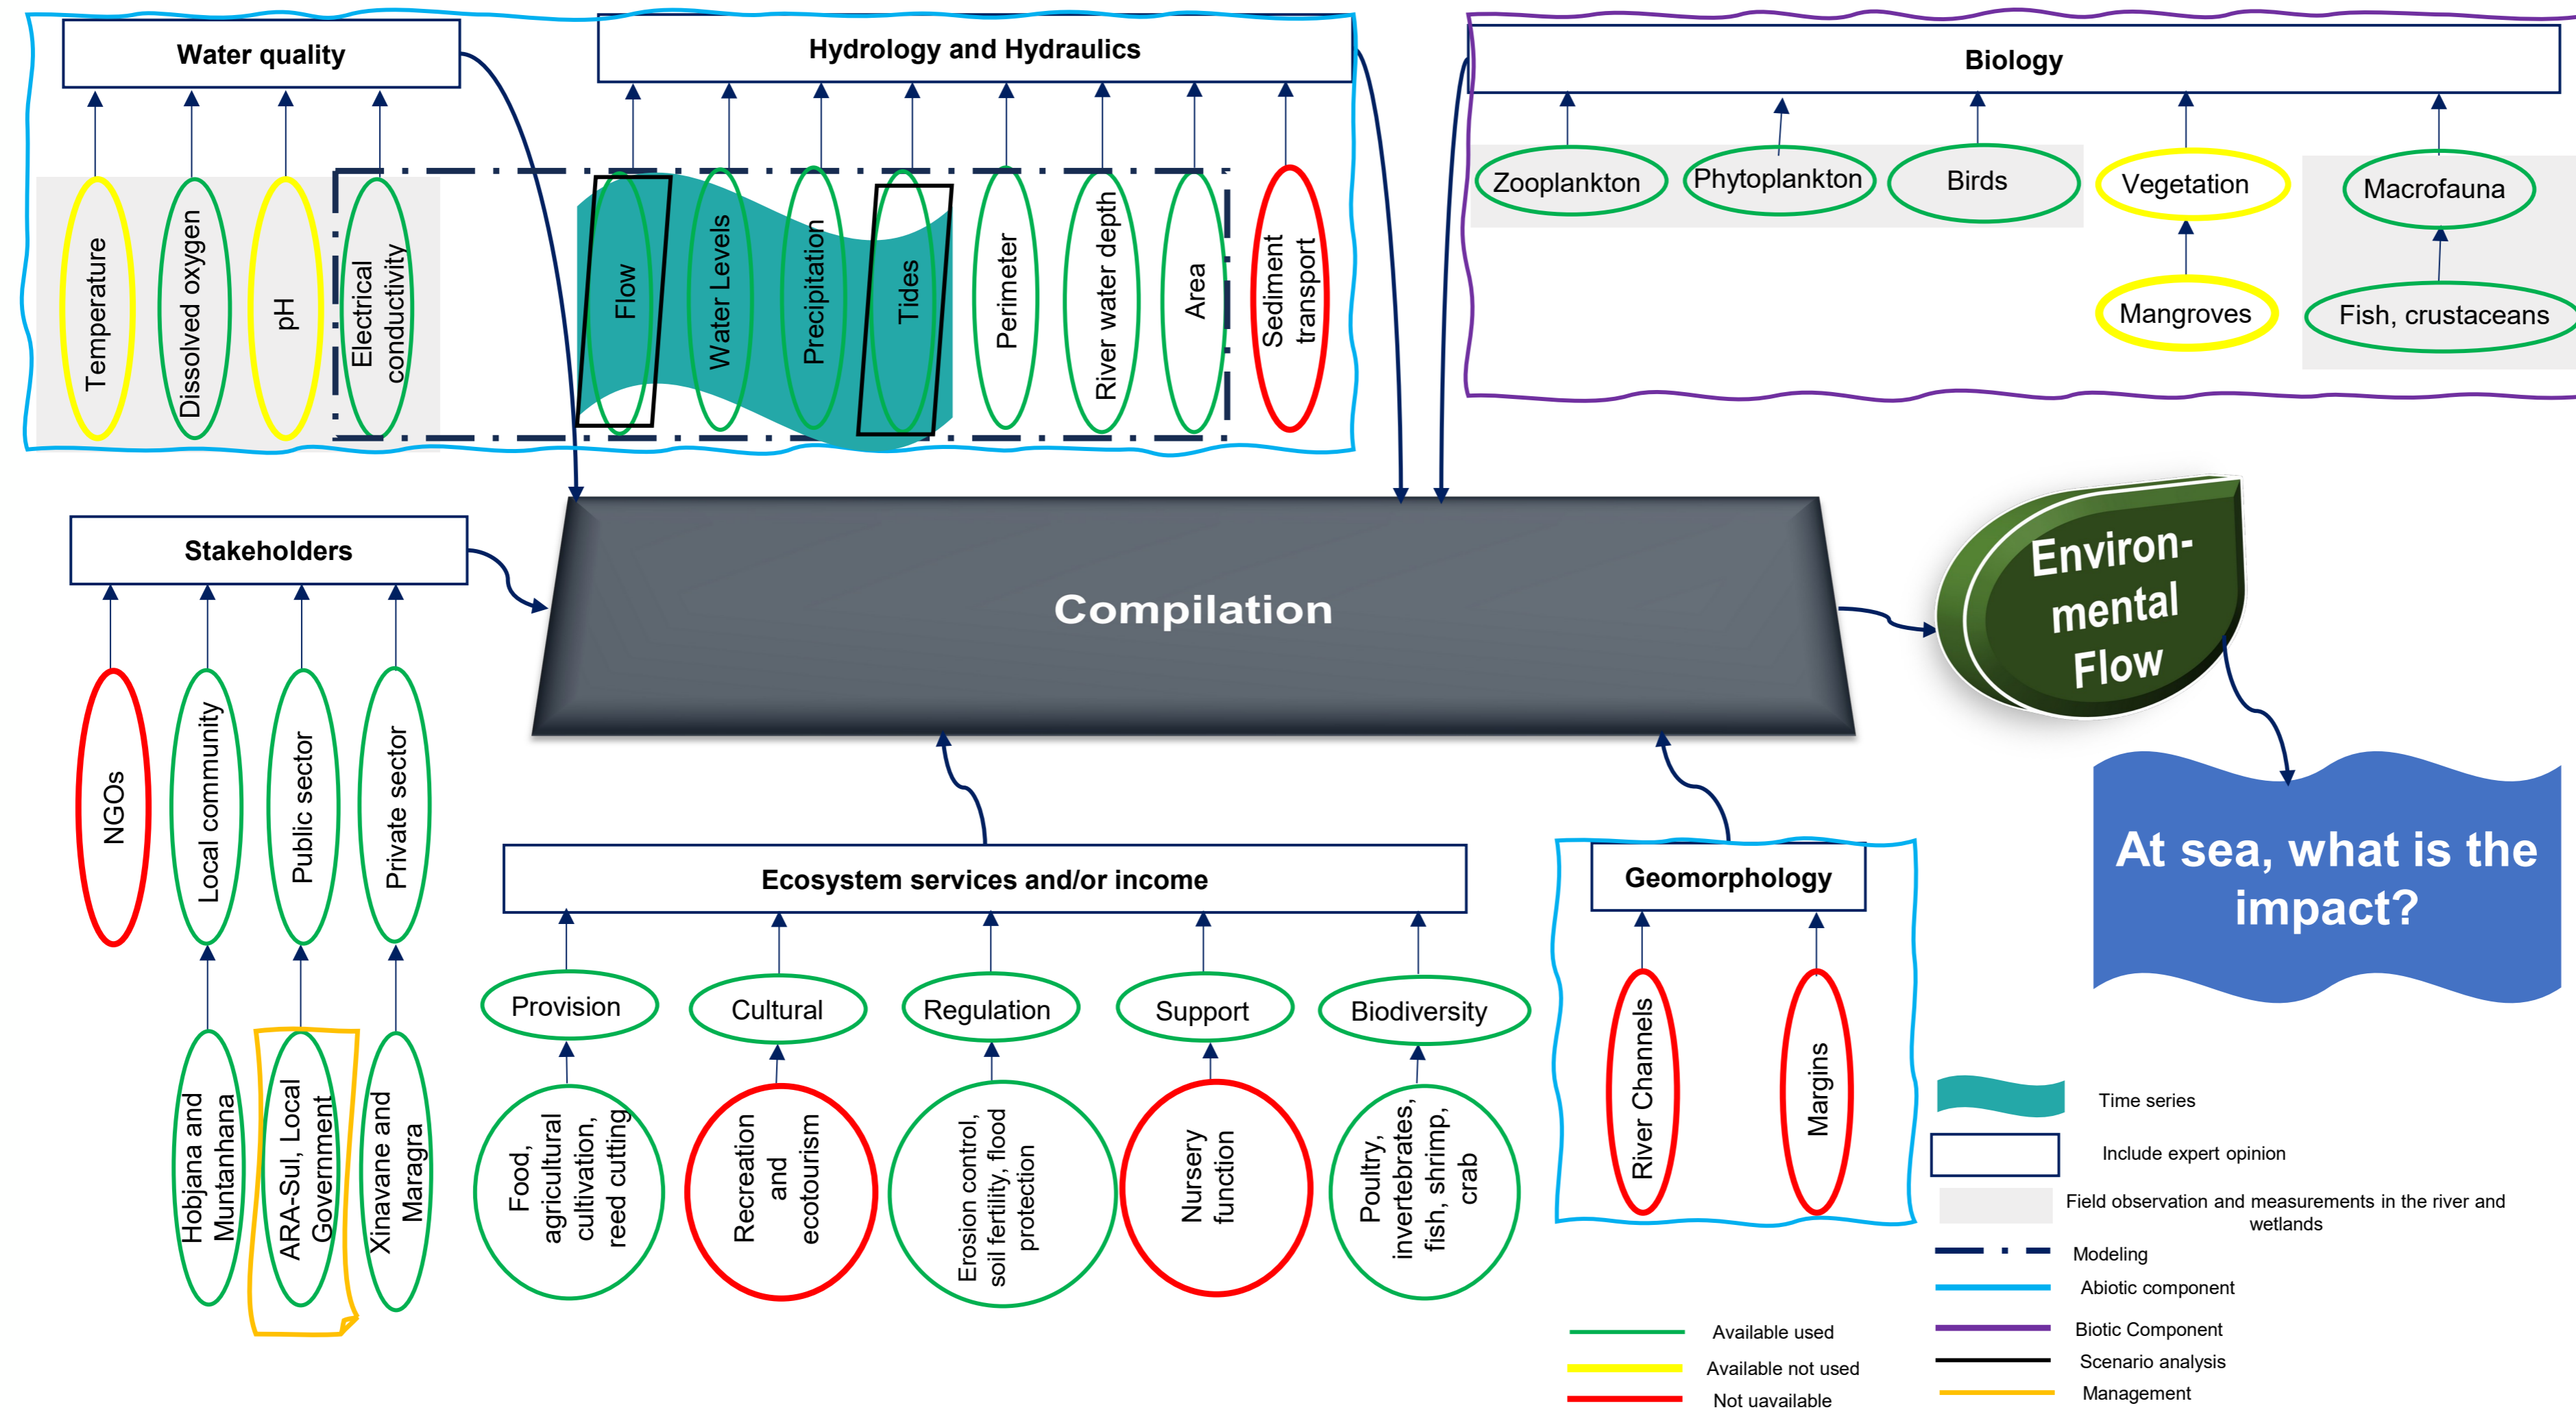 Water quality
Hydrology and Hydraulics
Biology
Temperature
Dissolved oxygen
pH
Electrical
conductivity
Flow
Water Levels
Precipitation
Tides
Perimeter
River water depth
Area
Sediment
transport
Zooplankton
Phytoplankton
Birds
Vegetation
Macrofauna
Mangroves
Fish, crustaceans
Stakeholders
Compilation
Environ-
mental
Flow
NGOs
Local community
Public sector
Private sector
Hobjana and
Muntanhana
ARA-Sul, Local
Government
Xinavane and
Maragra
Ecosystem services and/or income
Provision
Cultural
Regulation
Support
Biodiversity
Food,
agricultural
cultivation,
reed cutting
Recreation
and
ecotourism
Erosion control,
soil fertility, flood
protection
Nursery
function
Poultry,
invertebrates,
fish, shrimp,
crab
Geomorphology
River Channels
Margins
At sea, what is the
impact?
Time series
Include expert opinion
Field observation and measurements in the river and
wetlands
Modeling
Abiotic component
Biotic Component
Scenario analysis
Management
Available used
Available not used
Not uavailable